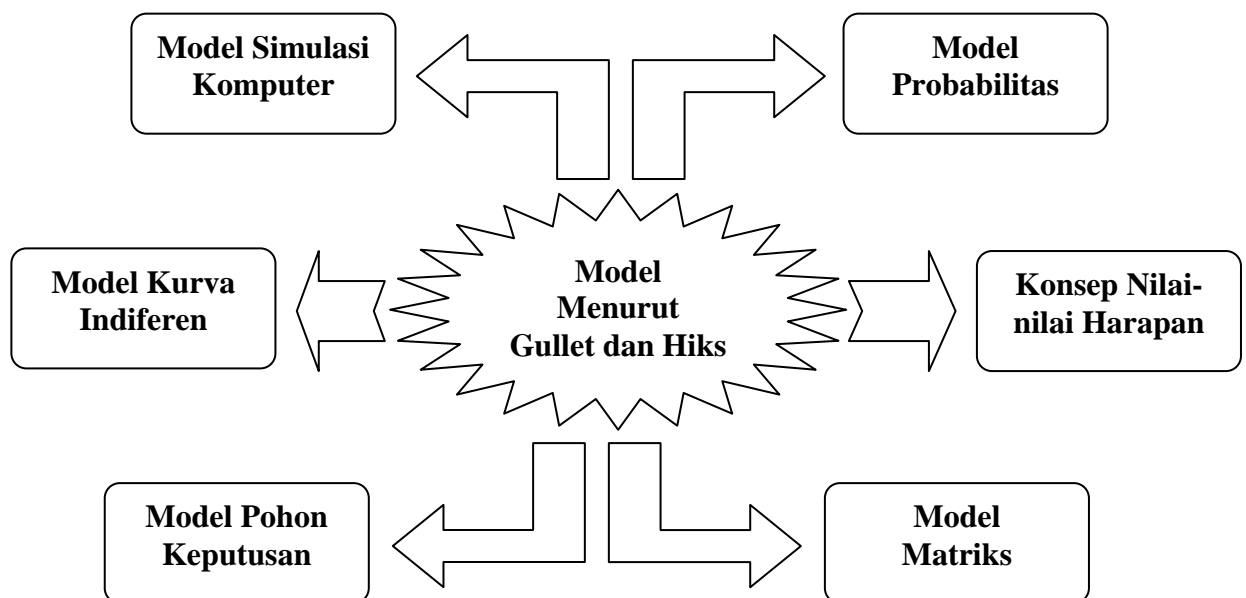 Model Simulasi
Komputer
Model
Probabilitas
Model Kurva
Indiferen
Model
Menurut
Gullet dan Hiks
Konsep Nilai-
nilai Harapan
Model Pohon
Keputusan
Model
Matriks